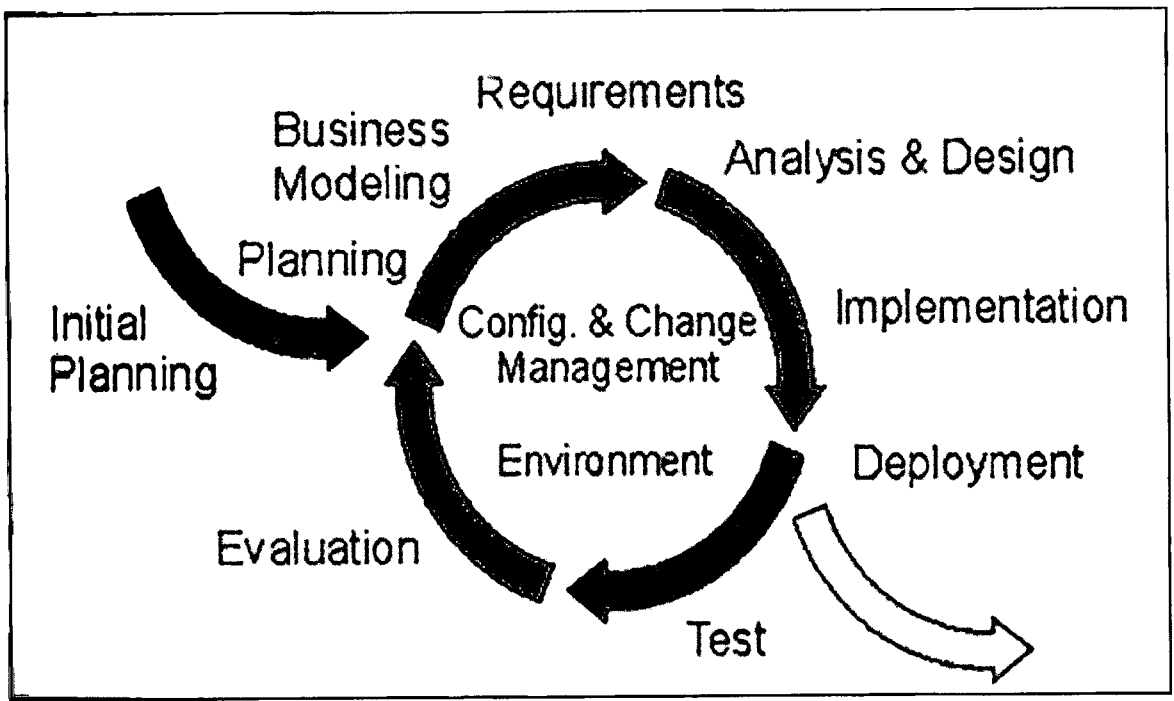 Requirements
Business
Modeling
Analysis & Design
Planning
Initial
Planning
Config. & Change
Management
Implementation
Environment
Deployment
Evaluation
Test